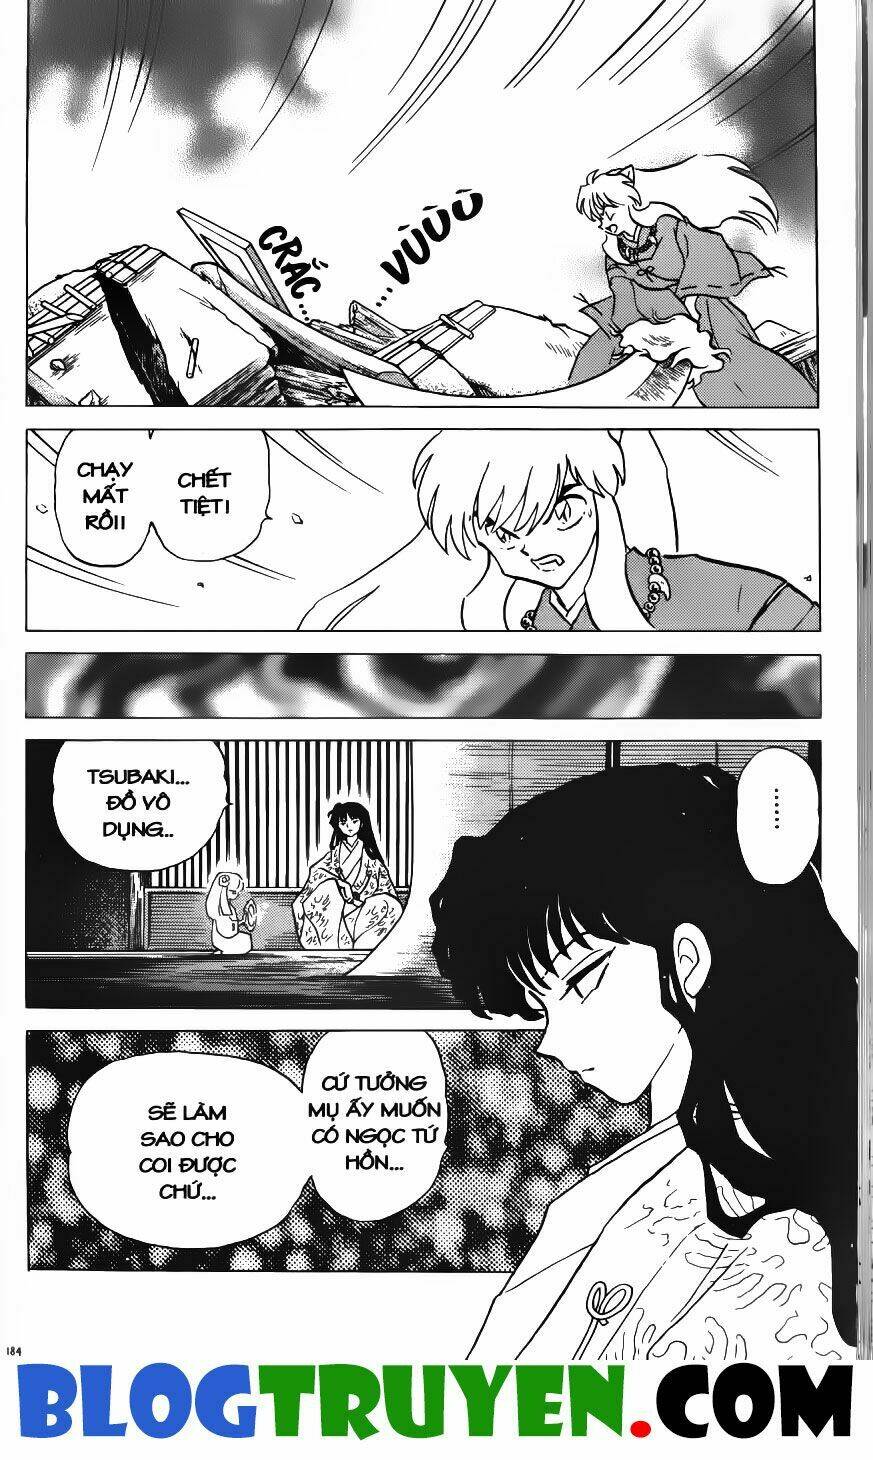 CRẮC...
...VÙÙÙÙ
CHẾT
TIỆT!
CHẠY
MẤT
RỒI!
.......
TSUBAKI...
ĐỒ VÔ
DỤNG...
CỨ TƯỞNG
MỤ ẤY MUỐN
CÓ NGỌC TỨ
HỒN...
SẼ LÀM
SAO CHO
COI ĐƯỢC
CHỨ...
184
BLOGTRUYEN.COM